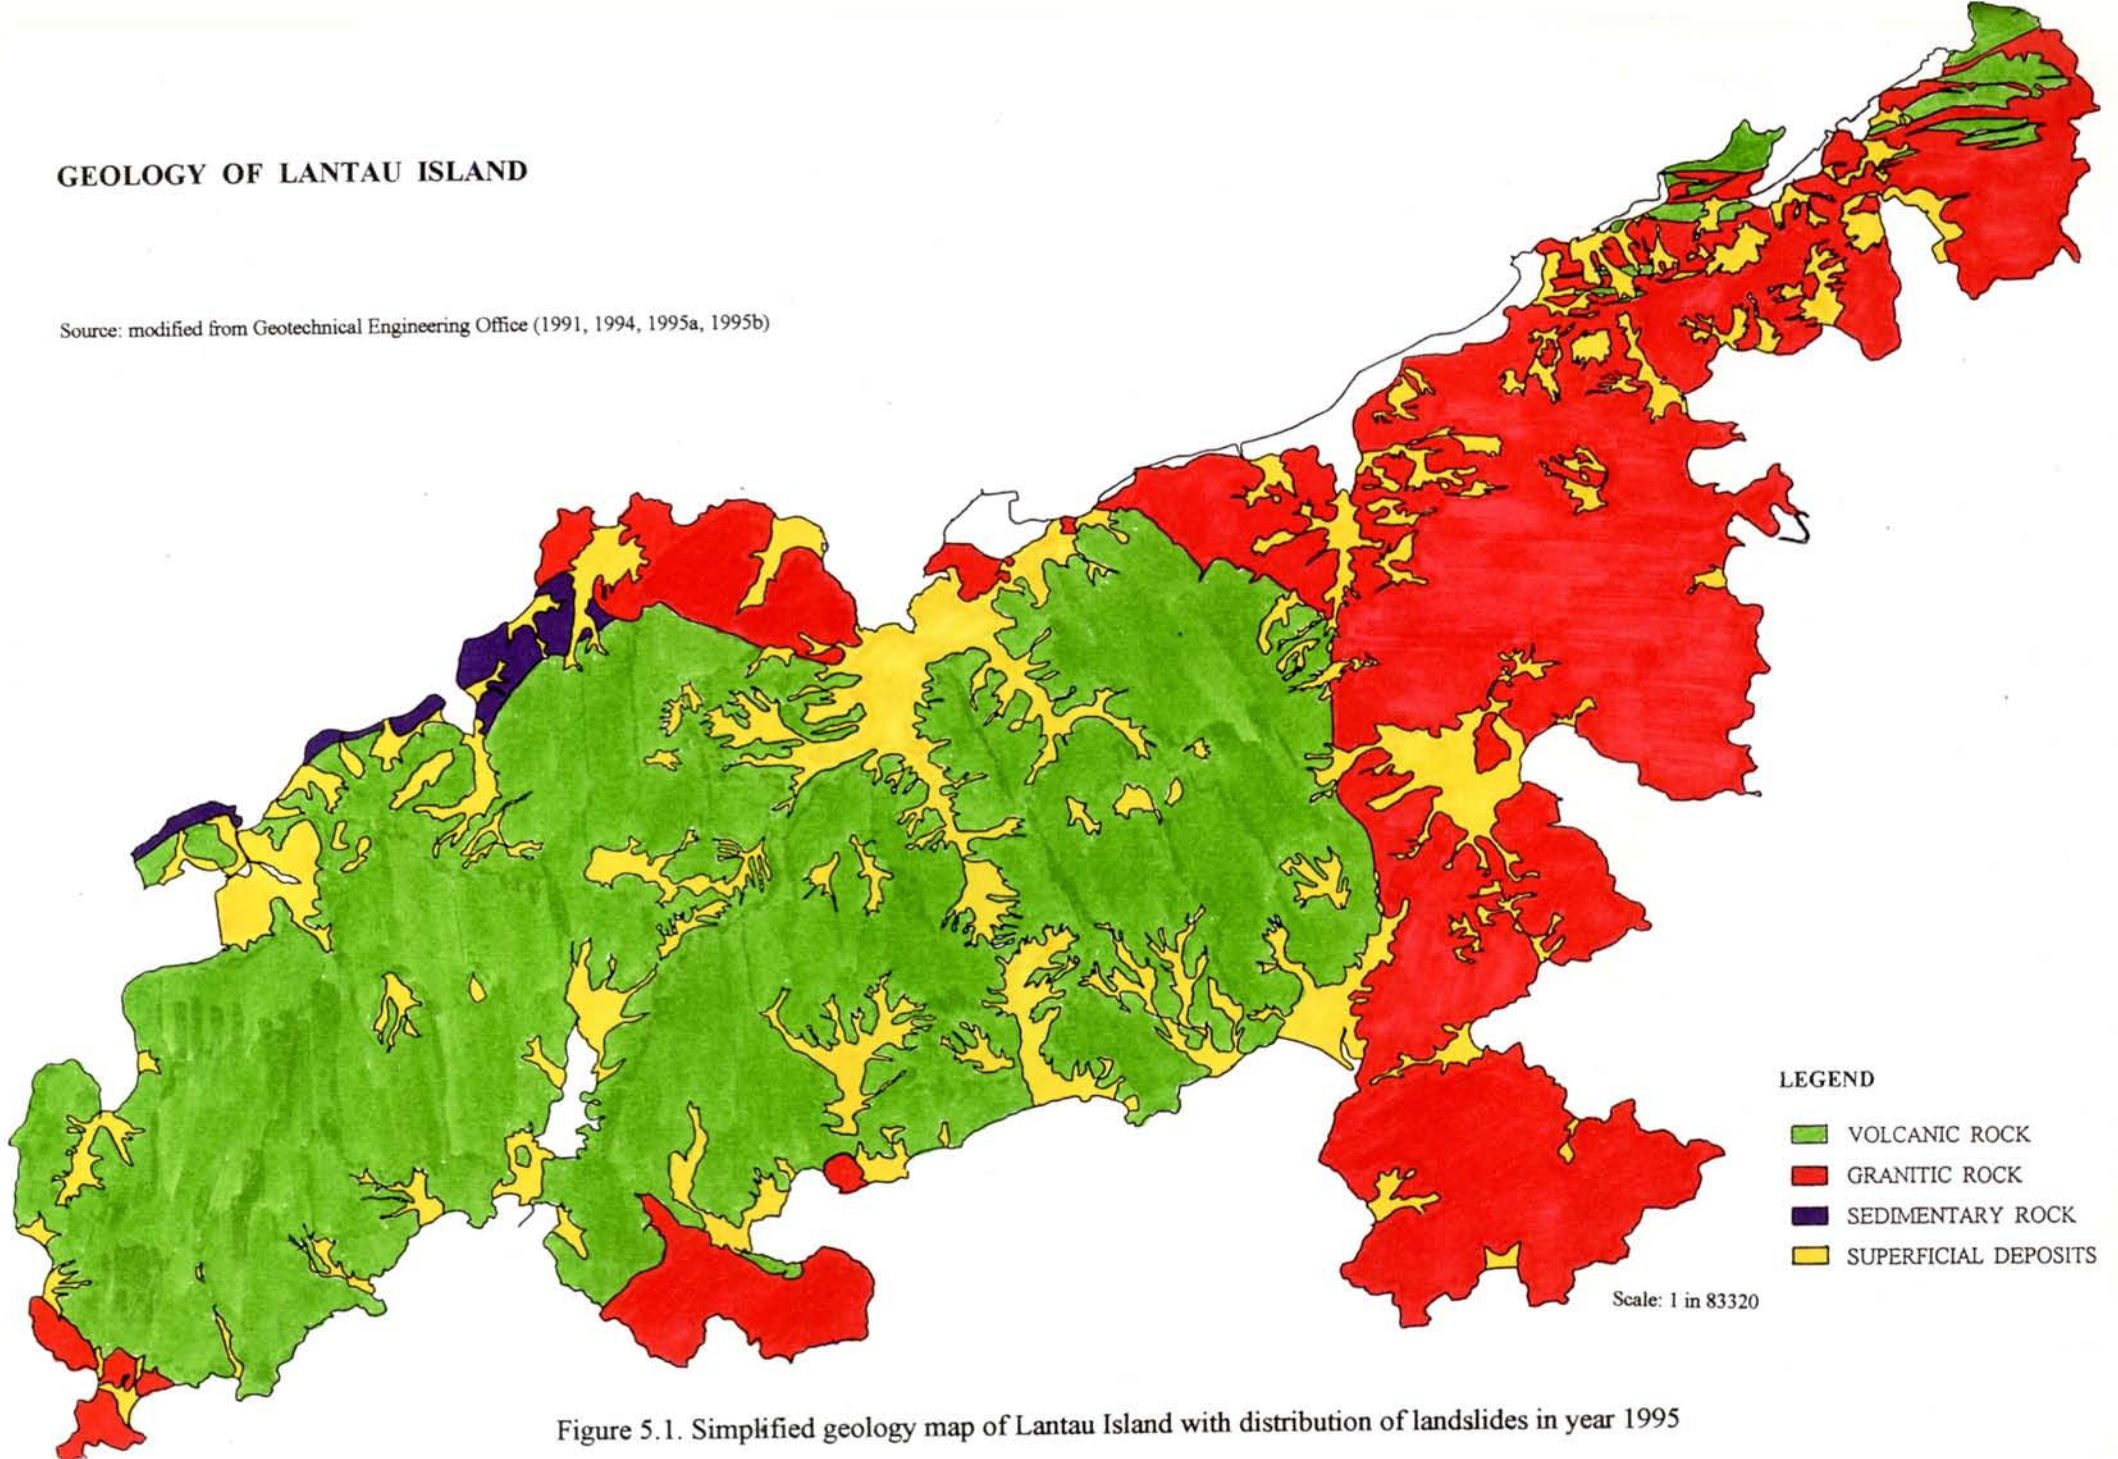 GEOLOGY OF LANTAU ISLAND
Source: modified from Geotechnical Engineering Office (1991, 1994, 1995a, 1995b)
LEGEND
VOLCANIC ROCK
GRANITIC ROCK
SEDIMENTARY ROCK
SUPERFICIAL DEPOSITS
Scale: 1 in 83320
Figure 5.1. Simplified geology map of Lantau Island with distribution of landslides in year 1995